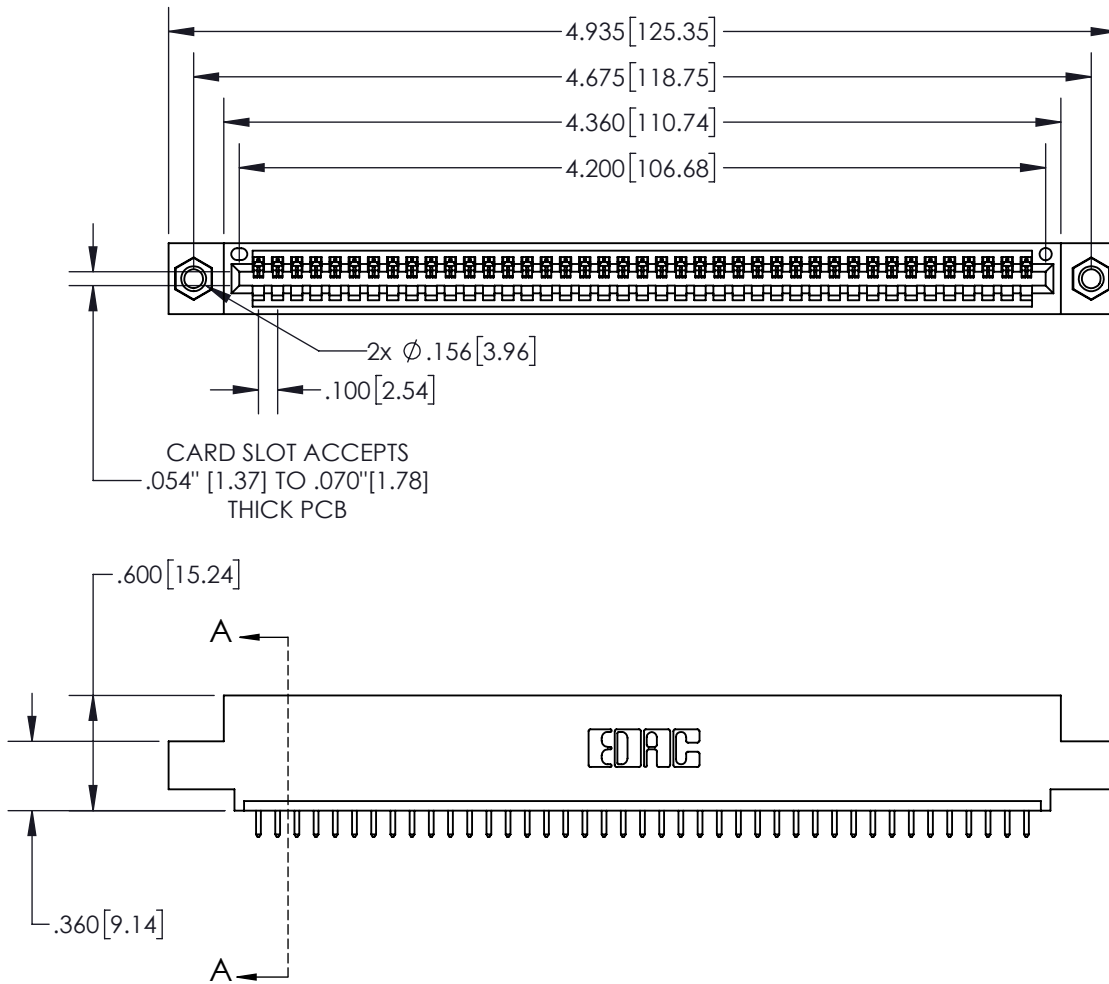 4.935[125.35]
4.675[118.75]
4.360[110.74]
4.200[106.68]
2x Ø.156[3.96]
.100[2.54]
CARD SLOT ACCEPTS
.054" [1.37] TO .070"[1.78]
THICK PCB
.600[15.24]
A
EDAC
.360[9.14]
A